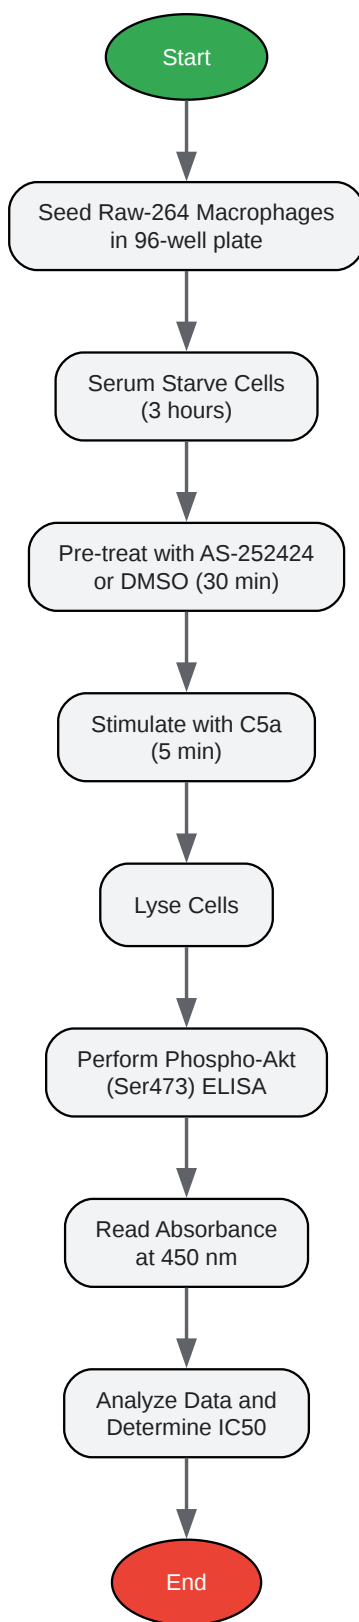 Start
Seed Raw-264 Macrophages
in 96-well plate
Serum Starve Cells
(3 hours)
Pre-treat with AS-252424
or DMSO (30 min)
Stimulate with C5a
(5 min)
Lyse Cells
Perform Phospho-Akt
(Ser473) ELISA
Read Absorbance
at 450 nm
Analyze Data and
Determine IC50
End